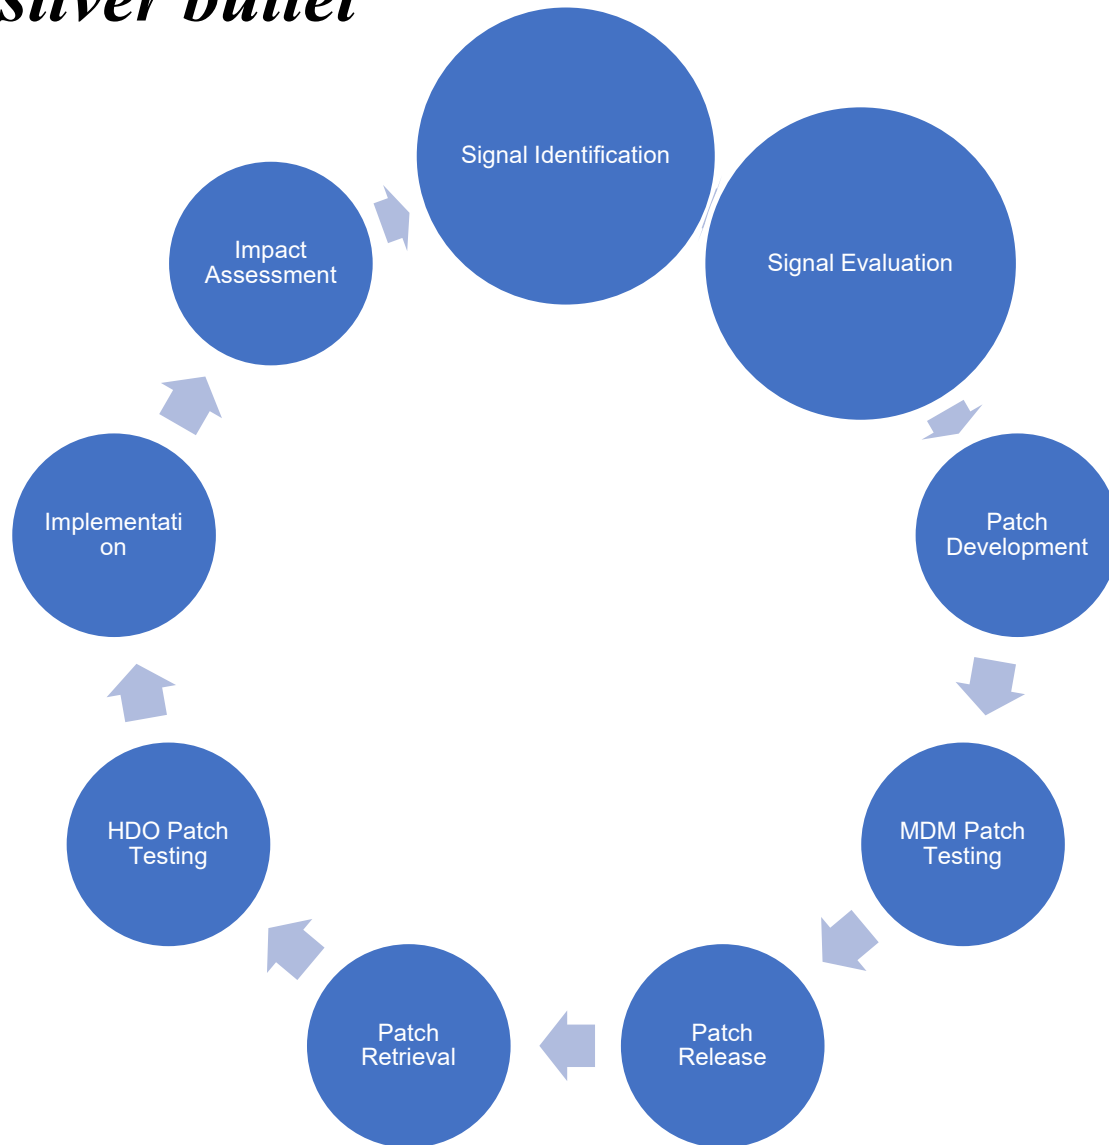 silver bullet
Signal Identification
Signal Evaluation
Patch
Development
MDM Patch
Testing
Patch
Release
Patch
Retrieval
HDO Patch
Testing
Implementati
on
Impact
Assessment